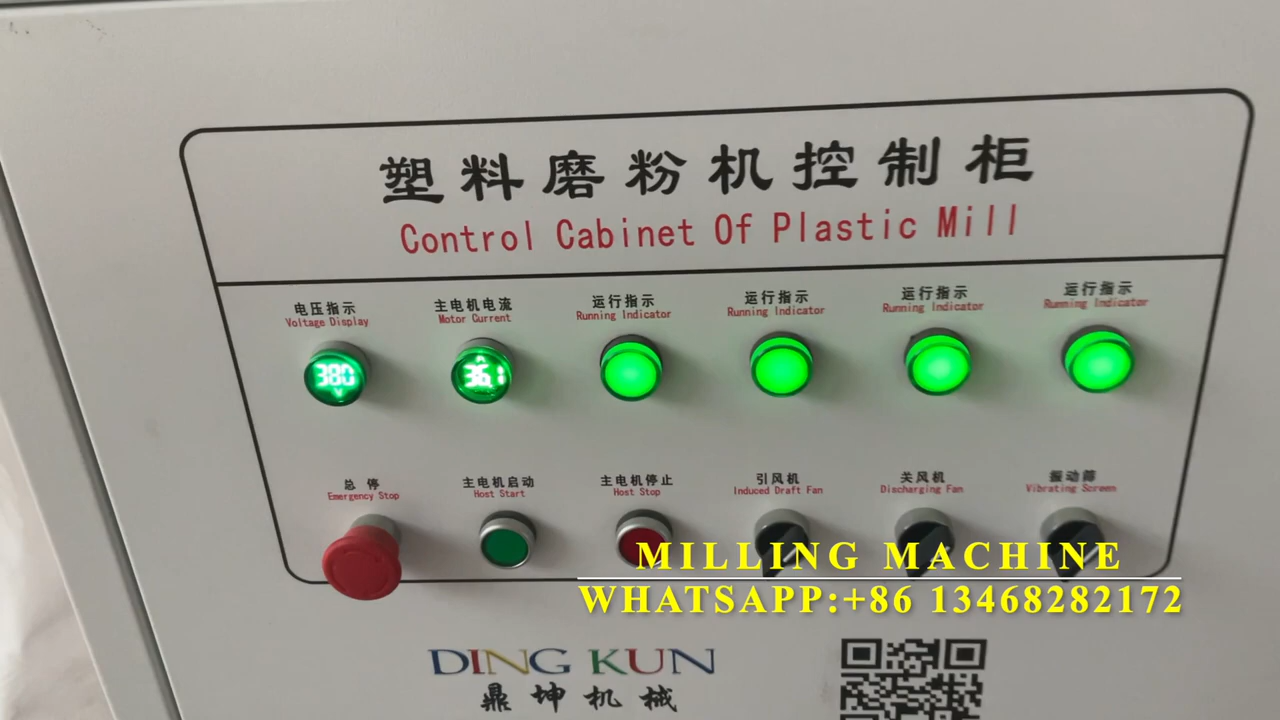 塑料磨粉机控制柜
Control Cabinet Of Plastic Mill
电压指示 主电机电流 运行指示 运行指示 运行指示 运行指示
Voltage Display Motor Current Running Indicator Running Indicator Running Indicator Running Indicator
380 36.1
V A
总停 主电机启动 主电机停止 引风机 关风机 振动筛
Emergency Stop Host Start Host Stop Induced Draft Fan Discharging Fan Vibrating Screen
MILLING MACHINE
WHATSAPP:+86 13468282172
DING KUN
鼎坤机械